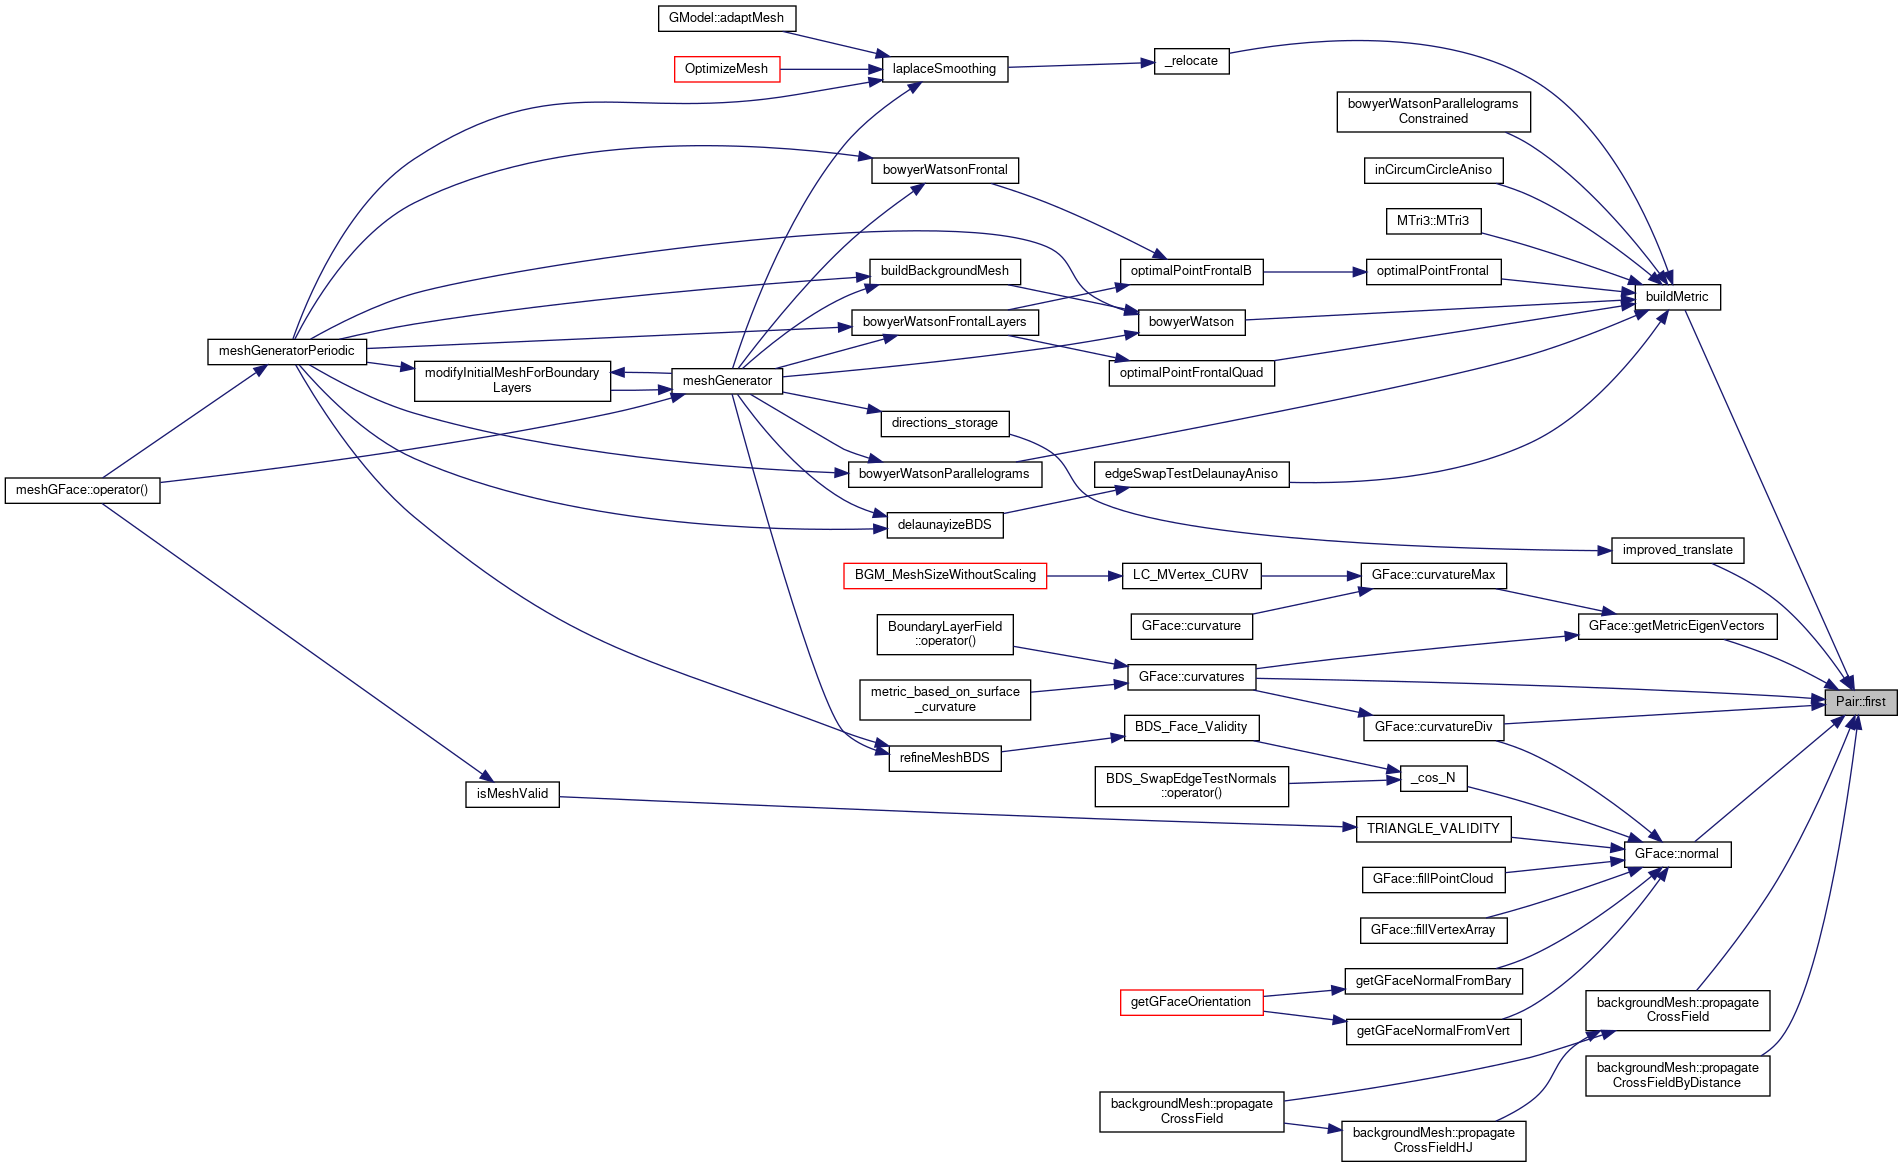 GModel::adaptMesh
OptimizeMesh
laplaceSmoothing
_relocate
bowyerWatsonParallelograms
Constrained
bowyerWatsonFrontal
inCircumCircleAniso
MTri3::MTri3
buildBackgroundMesh
optimalPointFrontalB
optimalPointFrontal
buildMetric
bowyerWatsonFrontalLayers
bowyerWatson
meshGeneratorPeriodic
modifyInitialMeshForBoundary
Layers
meshGenerator
optimalPointFrontalQuad
directions_storage
meshGFace::operator()
bowyerWatsonParallelograms
edgeSwapTestDelaunayAniso
delaunayizeBDS
improved_translate
BGM_MeshSizeWithoutScaling
LC_MVertex_CURV
GFace::curvatureMax
BoundaryLayerField
::operator()
GFace::curvature
GFace::getMetricEigenVectors
metric_based_on_surface
_curvature
GFace::curvatures
Pair::first
BDS_Face_Validity
GFace::curvatureDiv
refineMeshBDS
isMeshValid
BDS_SwapEdgeTestNormals
::operator()
_cos_N
TRIANGLE_VALIDITY
GFace::normal
GFace::fillPointCloud
GFace::fillVertexArray
getGFaceNormalFromBary
getGFaceOrientation
getGFaceNormalFromVert
backgroundMesh::propagate
CrossField
backgroundMesh::propagate
CrossFieldByDistance
backgroundMesh::propagate
CrossField
backgroundMesh::propagate
CrossFieldHJ